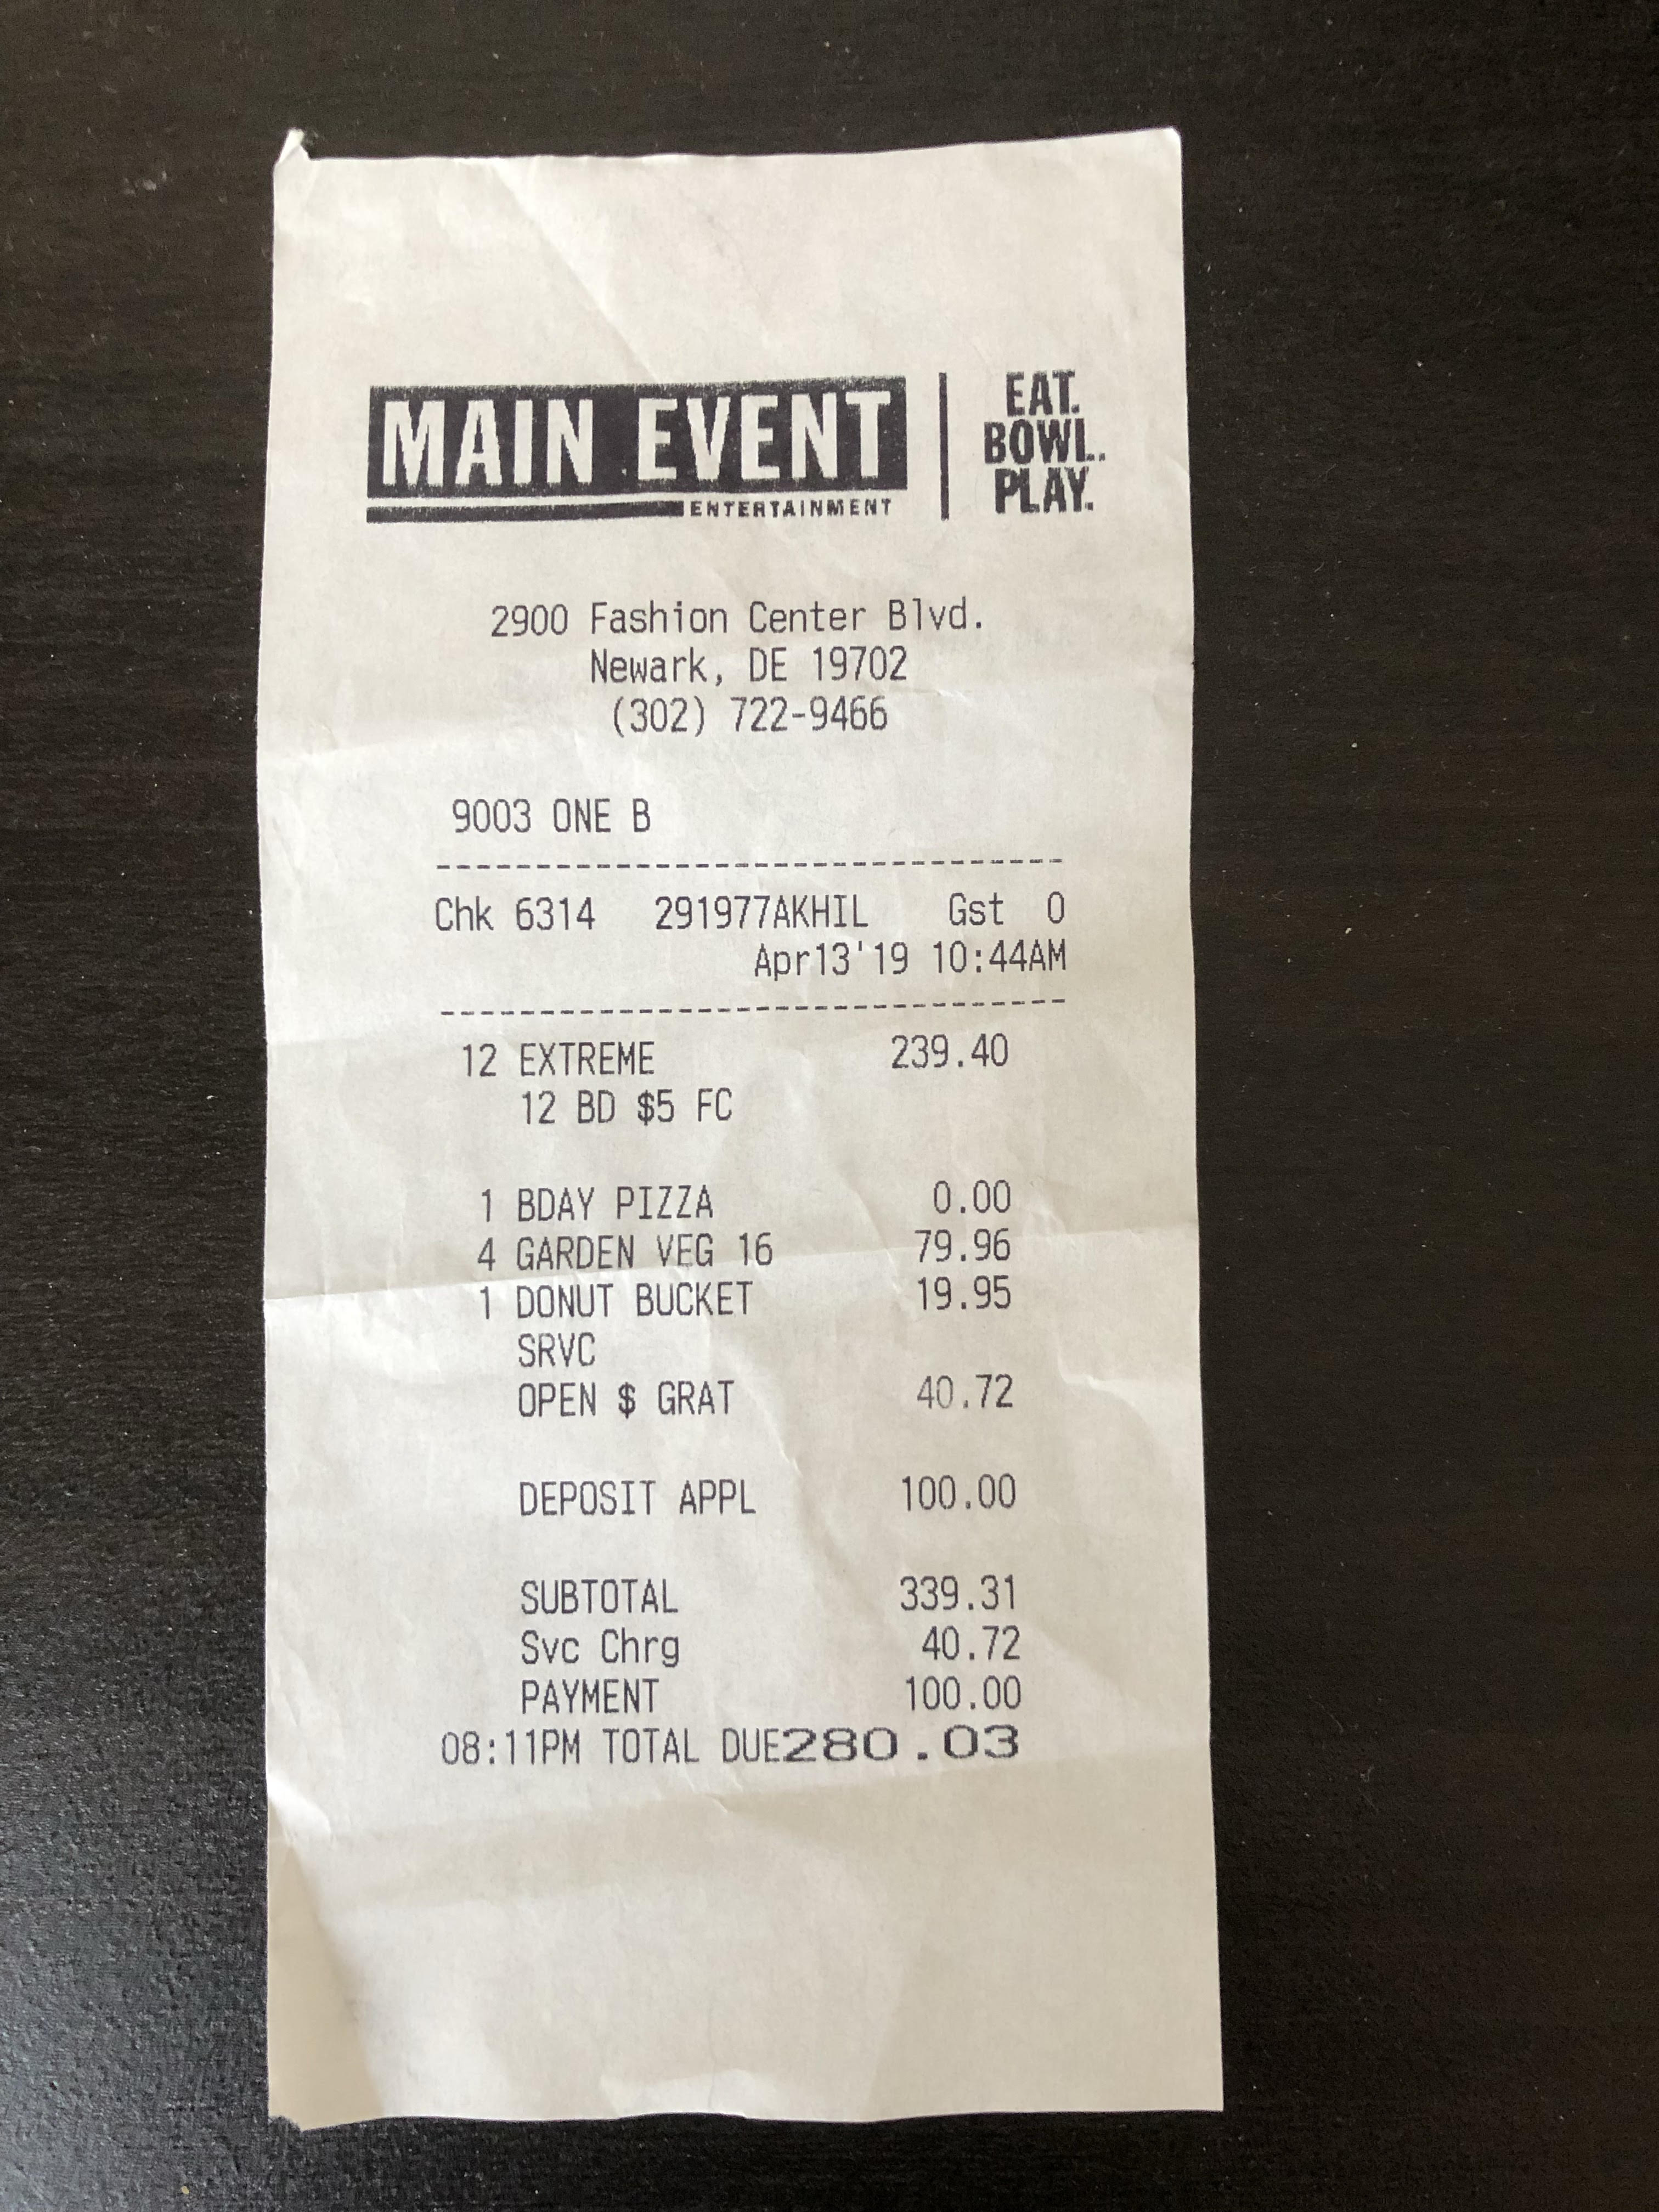 MAIN EVENT
ENTERTAINMENT
EAT.
BOWL.
PLAY.
2900 Fashion Center Blvd.
Newark, DE 19702
(302) 722-9466
9003 ONE B
--------------------------------
Chk 6314 291977AKHIL Gst 0
Apr13'19 10:44AM
--------------------------------
12 EXTREME 239.40
12 BD $5 FC
1 BDAY PIZZA 0.00
4 GARDEN VEG 16 79.96
1 DONUT BUCKET 19.95
SRVC
OPEN $ GRAT 40.72
DEPOSIT APPL 100.00
SUBTOTAL 339.31
Svc Chrg 40.72
PAYMENT 100.00
08:11PM TOTAL DUE280.03